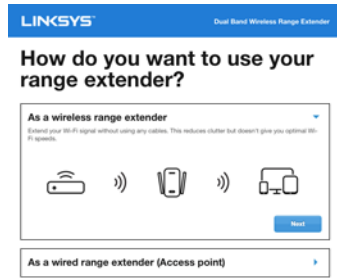 LINKSYS
Dual Band Wireless Range Extender
How do you want to use your
range extender?
As a wireless range extender
Extend your Wi-Fi signal without using any cables. This reduces clutter but doesn't give you optimal Wi-
Fi speeds.
Next
As a wired range extender (Access point)